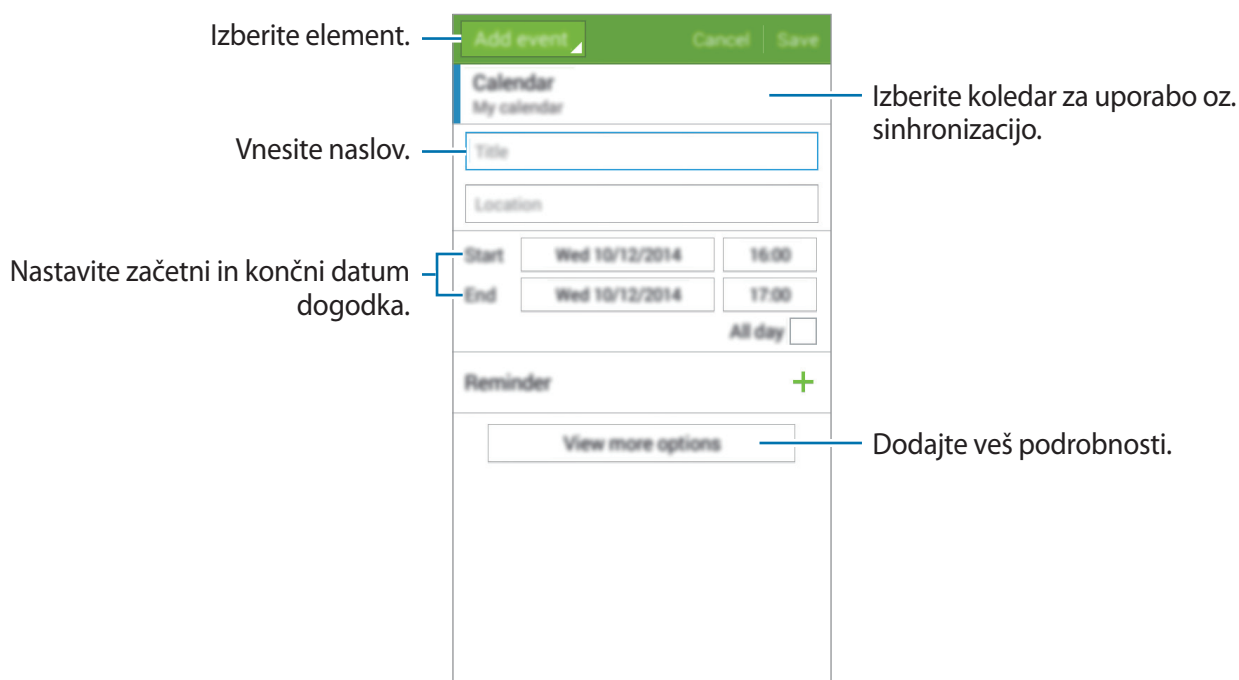 Izberite element.
Add event
Cancel
Save
Calendar
My calendar
Izberite koledar za uporabo oz.
sinhronizacijo.
Vnesite naslov.
Title
Location
Nastavite začetni in končni datum
dogodka.
Start
Wed 10/12/2014
16:00
End
Wed 10/12/2014
17:00
All day
Reminder
View more options
Dodajte veš podrobnosti.